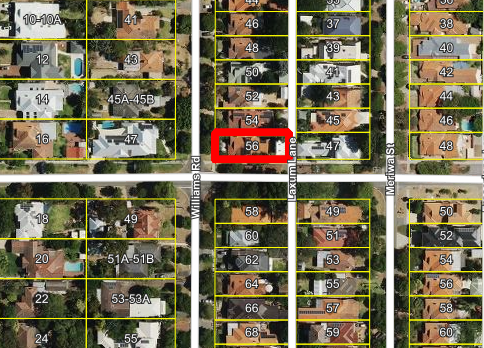 44 38
10-10A 41 46 37 38
12 43 48 39 40
50 41 42
14 45A-45B 52 43 44
54 45 46
16 47 56 47 48
Williams Rd
Laxum Lane
Meriwa St
18 49 58 49 50
60 51 52
20 51A-51B 62 53 54
22 53-53A 64 55 56
66 57 58
24 55 68 59 60